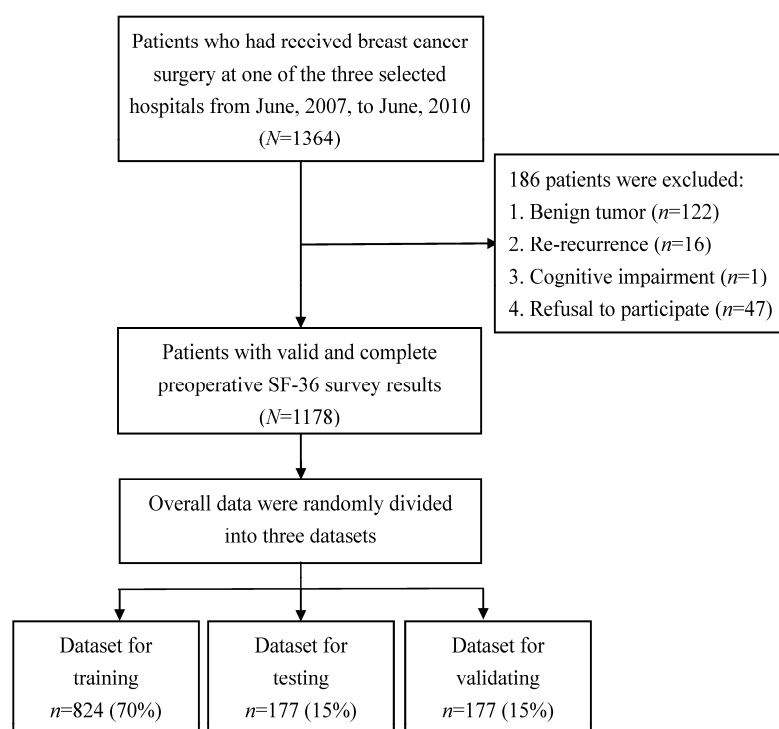 Patients who had received breast cancer
surgery at one of the three selected
hospitals from June, 2007, to June, 2010
(N=1364)
186 patients were excluded:
1. Benign tumor (n=122)
2. Re-recurrence (n=16)
3. Cognitive impairment (n=1)
4. Refusal to participate (n=47)
Patients with valid and complete
preoperative SF-36 survey results
(N=1178)
Overall data were randomly divided
into three datasets
Dataset for
training
n=824 (70%)
Dataset for
testing
n=177 (15%)
Dataset for
validating
n=177 (15%)